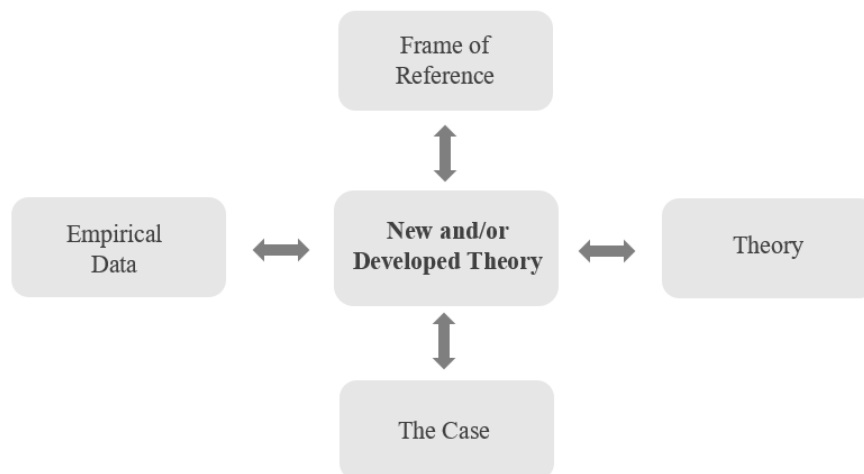 Frame of
Reference
Empirical
Data
New and/or
Developed Theory
Theory
The Case